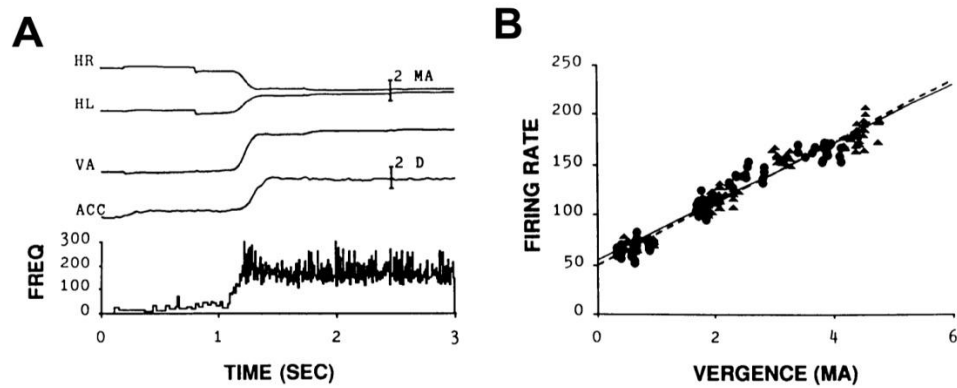 A
HR
2 MA
HL
VA
2 D
ACC
FREQ
300
200
100
0
0 1 2 3
TIME (SEC)
B
FIRING RATE
250
200
150
100
50
0
0 2 4 6
VERGENCE (MA)